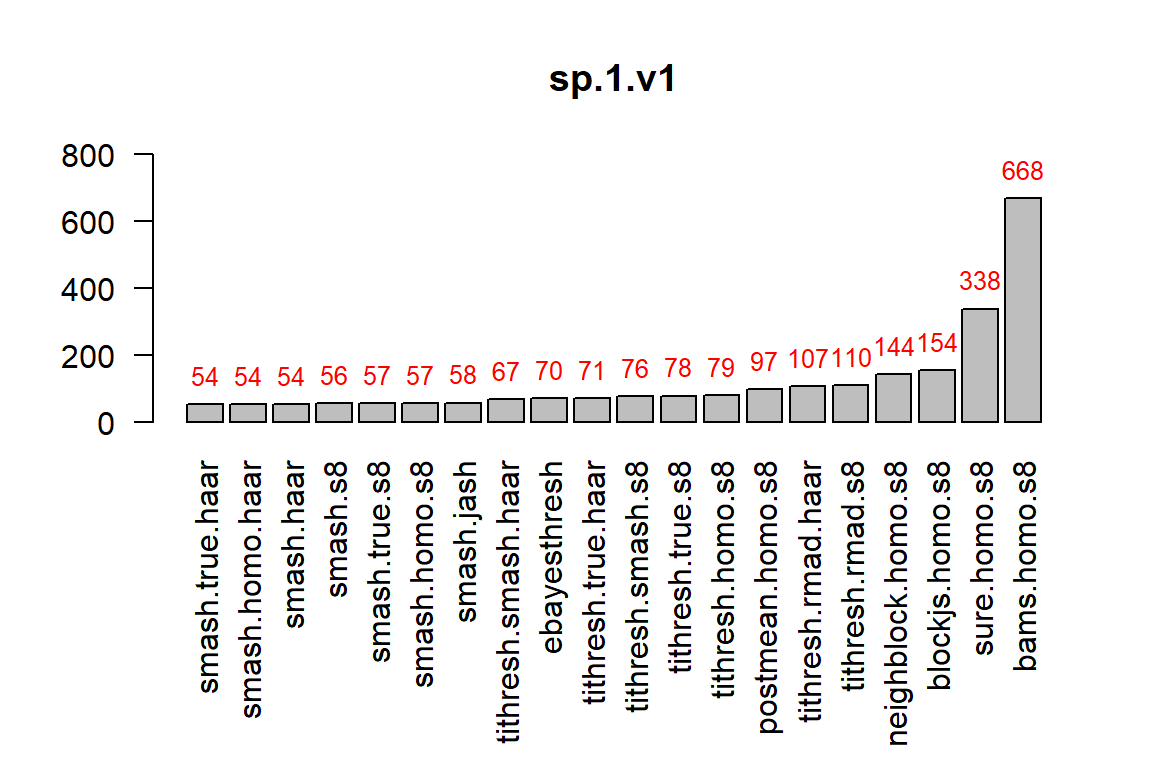 sp.1.v1
800
600
400
200
0
54
54
54
56
57
57
58
67
70
71
76
78
79
97
107
110
144
154
338
668
smash.true.haar
smash.homo.haar
smash.haar
smash.s8
smash.true.s8
smash.homo.s8
smash.jash
tithresh.smash.haar
ebayesthresh
tithresh.true.haar
tithresh.smash.s8
tithresh.true.s8
tithresh.homo.s8
postmean.homo.s8
tithresh.rmad.haar
tithresh.rmad.s8
neighblock.homo.s8
blockjs.homo.s8
sure.homo.s8
bams.homo.s8